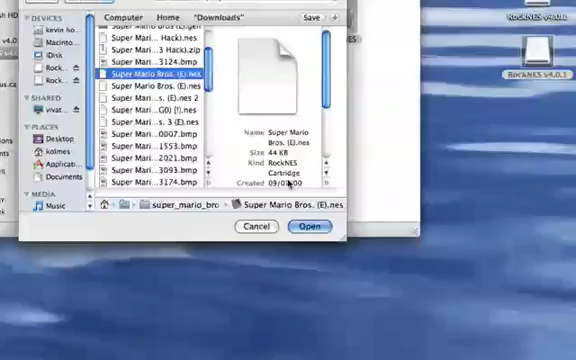 Computer Home "Downloads" Save
DEVICES
kevin ho...
Macinto...
iDisk
Rock...
Rock...
SHARED
vivat...
PLACES
Desktop
kolmes
Applicati...
Documents
MEDIA
Music
Hack).nes
Super Mari...3 Hack).zip
Super Mari...3124.bmp
Super Mario Bros. (E).nes
Super Mario Bros. (E).nes
Super Mari...s. (E).nes 2
Super Mari...G0) [!].nes
Super Mari...s. 3 (E).nes
Super Mari...0007.bmp
Super Mari...1553.bmp
Super Mari...2021.bmp
Super Mari...3093.bmp
Super Mari...3174.bmp
Name Super Mario
Bros. (E).nes
Size 44 KB
Kind RockNES
Cartridge
Created
super_mario_bro
Super Mario Bros. (E).nes
Cancel
Open
RockNES v4.0.1
RockNES v4.0.1